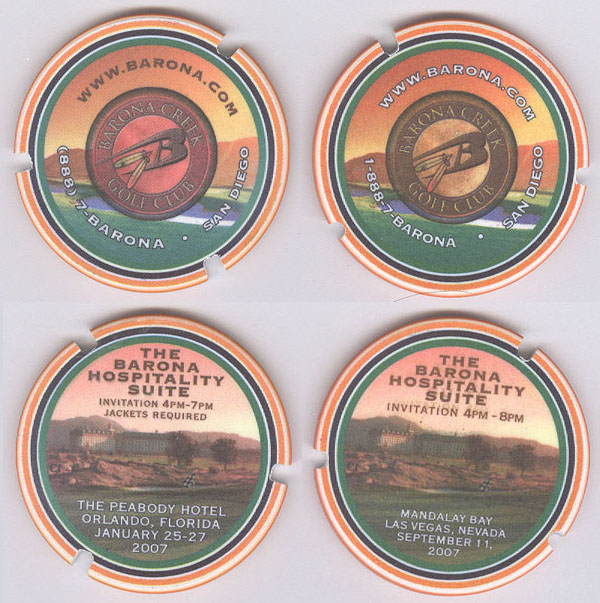 WWW.BARONA.COM
BARONA CREEK
B
GOLF CLUB
(888) 7-BARONA • SAN DIEGO
WWW.BARONA.COM
BARONA CREEK
B
GOLF CLUB
1-888-7-BARONA • SAN DIEGO
THE
BARONA
HOSPITALITY
SUITE
INVITATION 4PM-7PM
JACKETS REQUIRED
THE PEABODY HOTEL
ORLANDO, FLORIDA
JANUARY 25-27
2007
THE
BARONA
HOSPITALITY
SUITE
INVITATION 4PM - 8PM
MANDALAY BAY
LAS VEGAS, NEVADA
SEPTEMBER 11,
2007